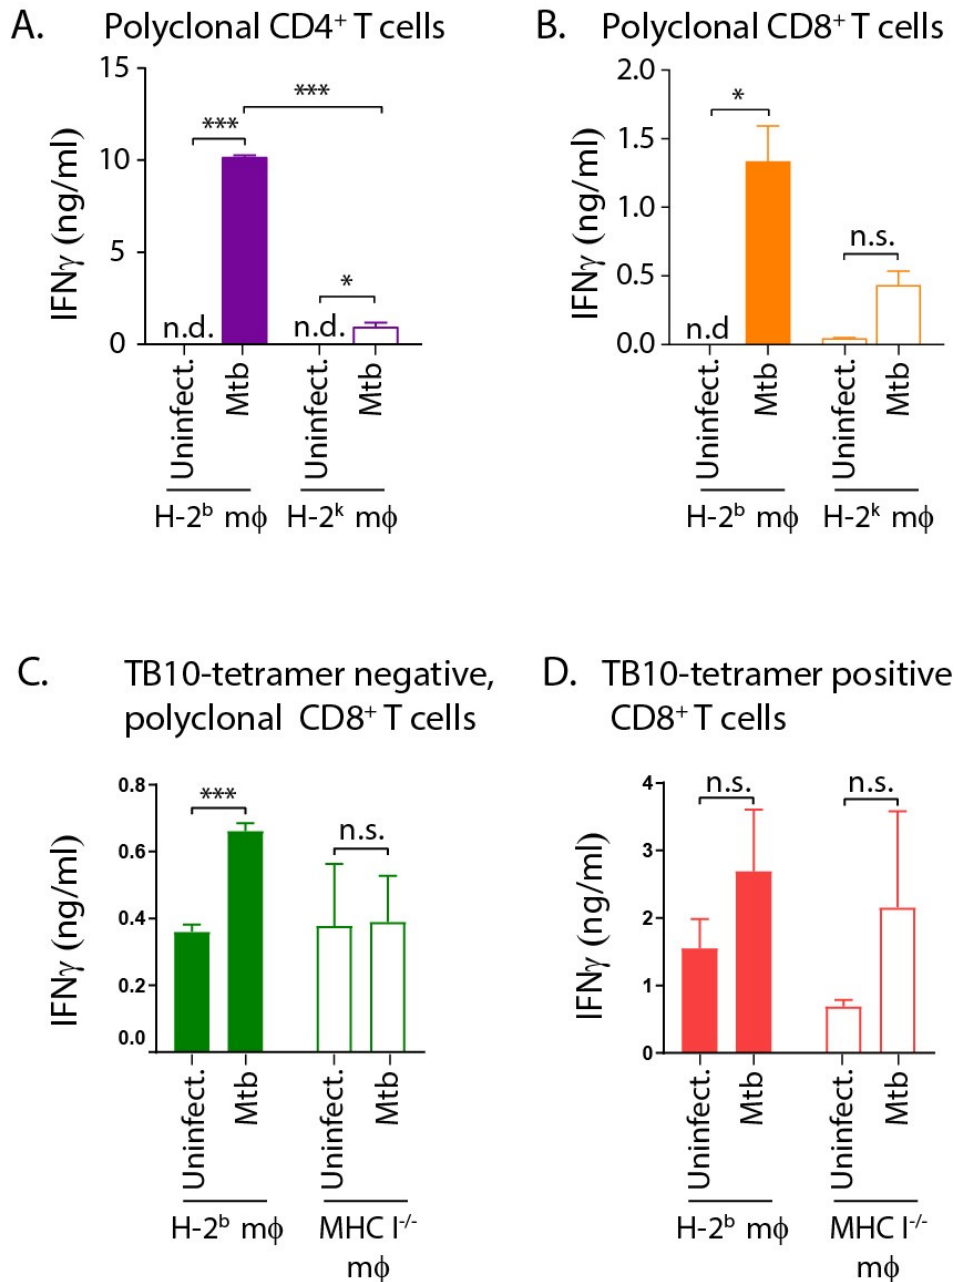 A. Polyclonal CD4⁺ T cells
IFNγ (ng/ml)
15
10
5
0
***
***
*
n.d.
n.d.
Uninfect.
Mtb
Uninfect.
Mtb
H-2ᵇ mϕ
H-2ᵏ mϕ
B. Polyclonal CD8⁺ T cells
IFNγ (ng/ml)
2.0
1.5
1.0
0.5
0.0
*
n.s.
n.d
Uninfect.
Mtb
Uninfect.
Mtb
H-2ᵇ mϕ
H-2ᵏ mϕ
C. TB10-tetramer negative,
polyclonal CD8⁺ T cells
IFNγ (ng/ml)
0.8
0.6
0.4
0.2
0.0
***
n.s.
Uninfect.
Mtb
Uninfect.
Mtb
H-2ᵇ mϕ
MHC I⁻/⁻
mϕ
D. TB10-tetramer positive
CD8⁺ T cells
IFNγ (ng/ml)
4
3
2
1
0
n.s.
n.s.
Uninfect.
Mtb
Uninfect.
Mtb
H-2ᵇ mϕ
MHC I⁻/⁻
mϕ